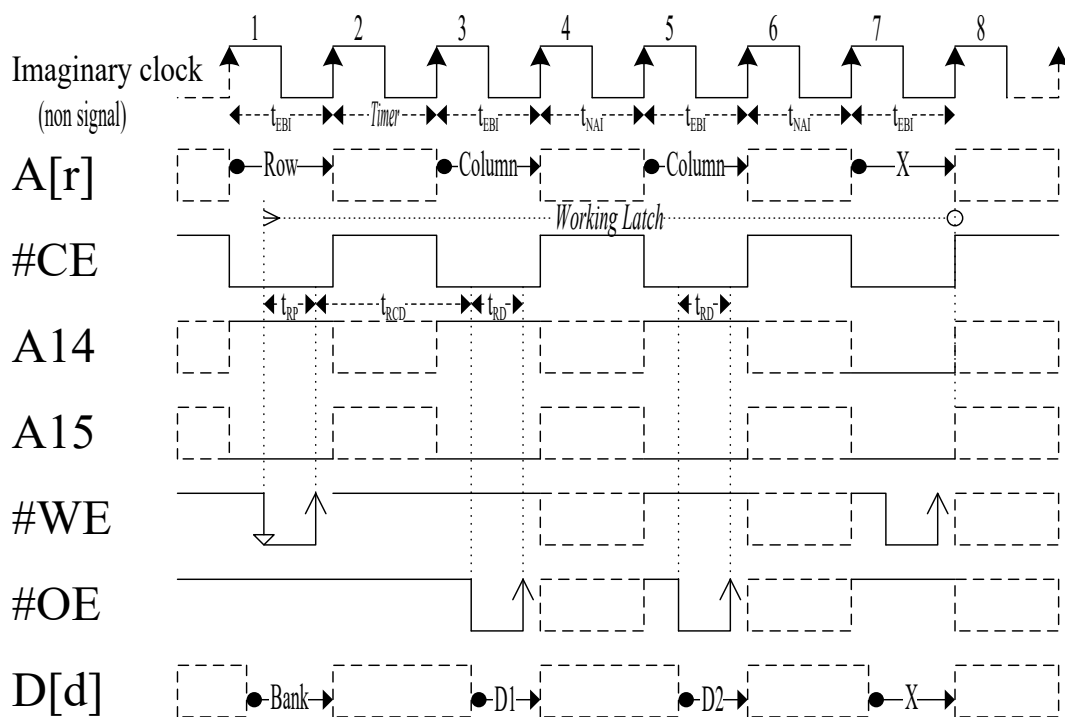 1 2 3 4 5 6 7 8
Imaginary clock
(non signal)
tEBI Timer tEBI tNAI tEBI tNAI tEBI
A[r] Row Column Column X
Working Latch
#CE
tRP tRCD tRD tRD
A14
A15
#WE
#OE
D[d] Bank D1 D2 X